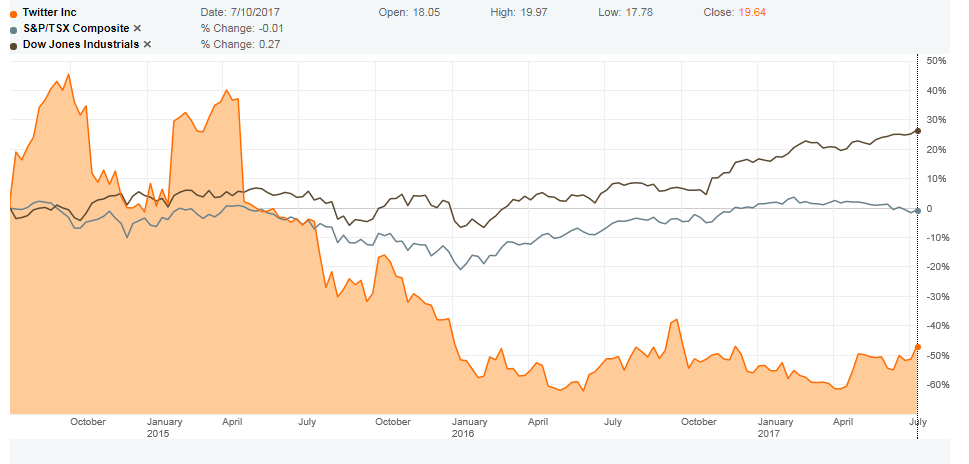 Twitter Inc Date: 7/10/2017 Open: 18.05 High: 19.97 Low: 17.78 Close: 19.64
S&P/TSX Composite ✕ % Change: -0.01
Dow Jones Industrials ✕ % Change: 0.27
50%
40%
30%
20%
10%
0
-10%
-20%
-30%
-40%
-50%
-60%
October January April July October January April July October January April July
2015 2016 2017